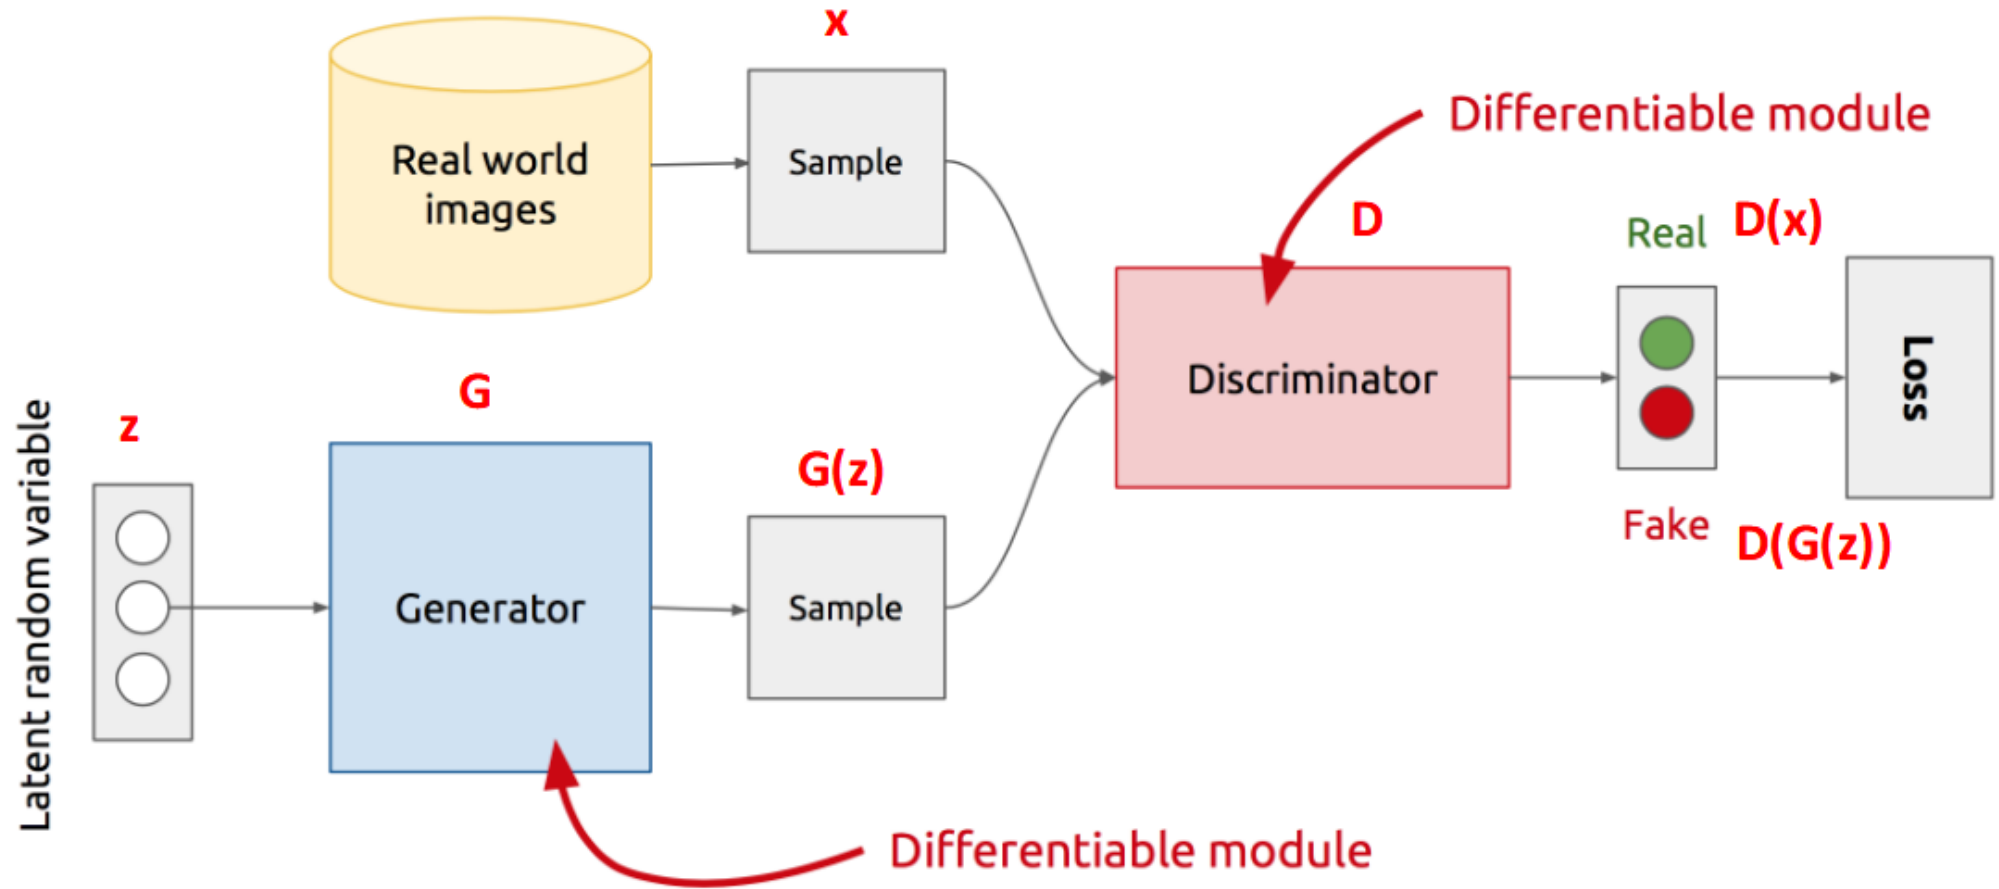 x
Real world
images
Sample
Differentiable module
D
Real
D(x)
Discriminator
Loss
Latent random variable
z
G
Generator
G(z)
Sample
Fake
D(G(z))
Differentiable module